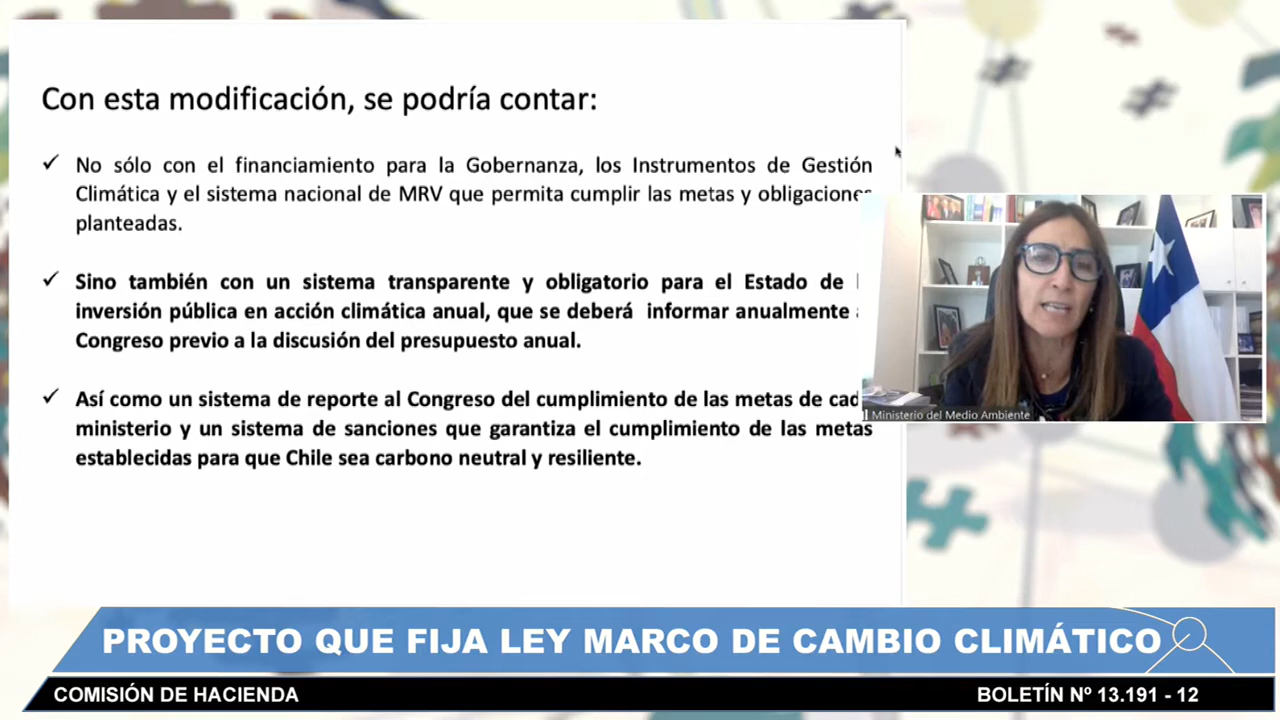 Con esta modificación, se podría contar:
✓ No sólo con el financiamiento para la Gobernanza, los Instrumentos de Gestión
Climática y el sistema nacional de MRV que permita cumplir las metas y obligaciones
planteadas.
✓ Sino también con un sistema transparente y obligatorio para el Estado de
inversión pública en acción climática anual, que se deberá informar anualmente
Congreso previo a la discusión del presupuesto anual.
✓ Así como un sistema de reporte al Congreso del cumplimiento de las metas de cad
ministerio y un sistema de sanciones que garantiza el cumplimiento de las metas
establecidas para que Chile sea carbono neutral y resiliente.
Ministerio del Medio Ambiente
PROYECTO QUE FIJA LEY MARCO DE CAMBIO CLIMÁTICO
COMISIÓN DE HACIENDA
BOLETÍN Nº 13.191 - 12